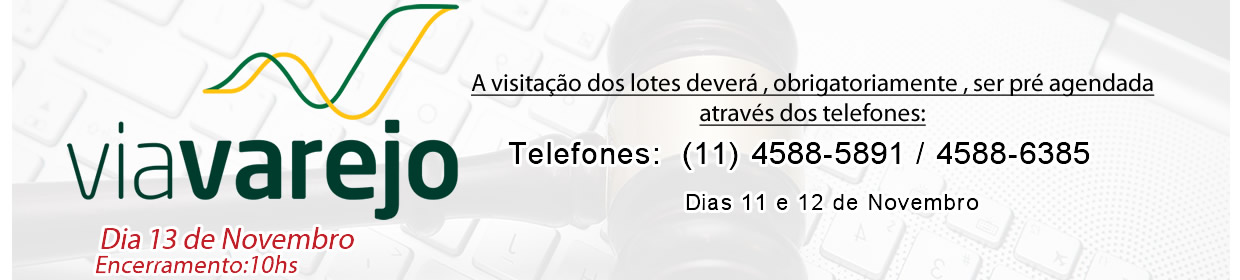 viavarejo
Dia 13 de Novembro
Encerramento:10hs
A visitação dos lotes deverá , obrigatoriamente , ser pré agendada
através dos telefones:
Telefones: (11) 4588-5891 / 4588-6385
Dias 11 e 12 de Novembro